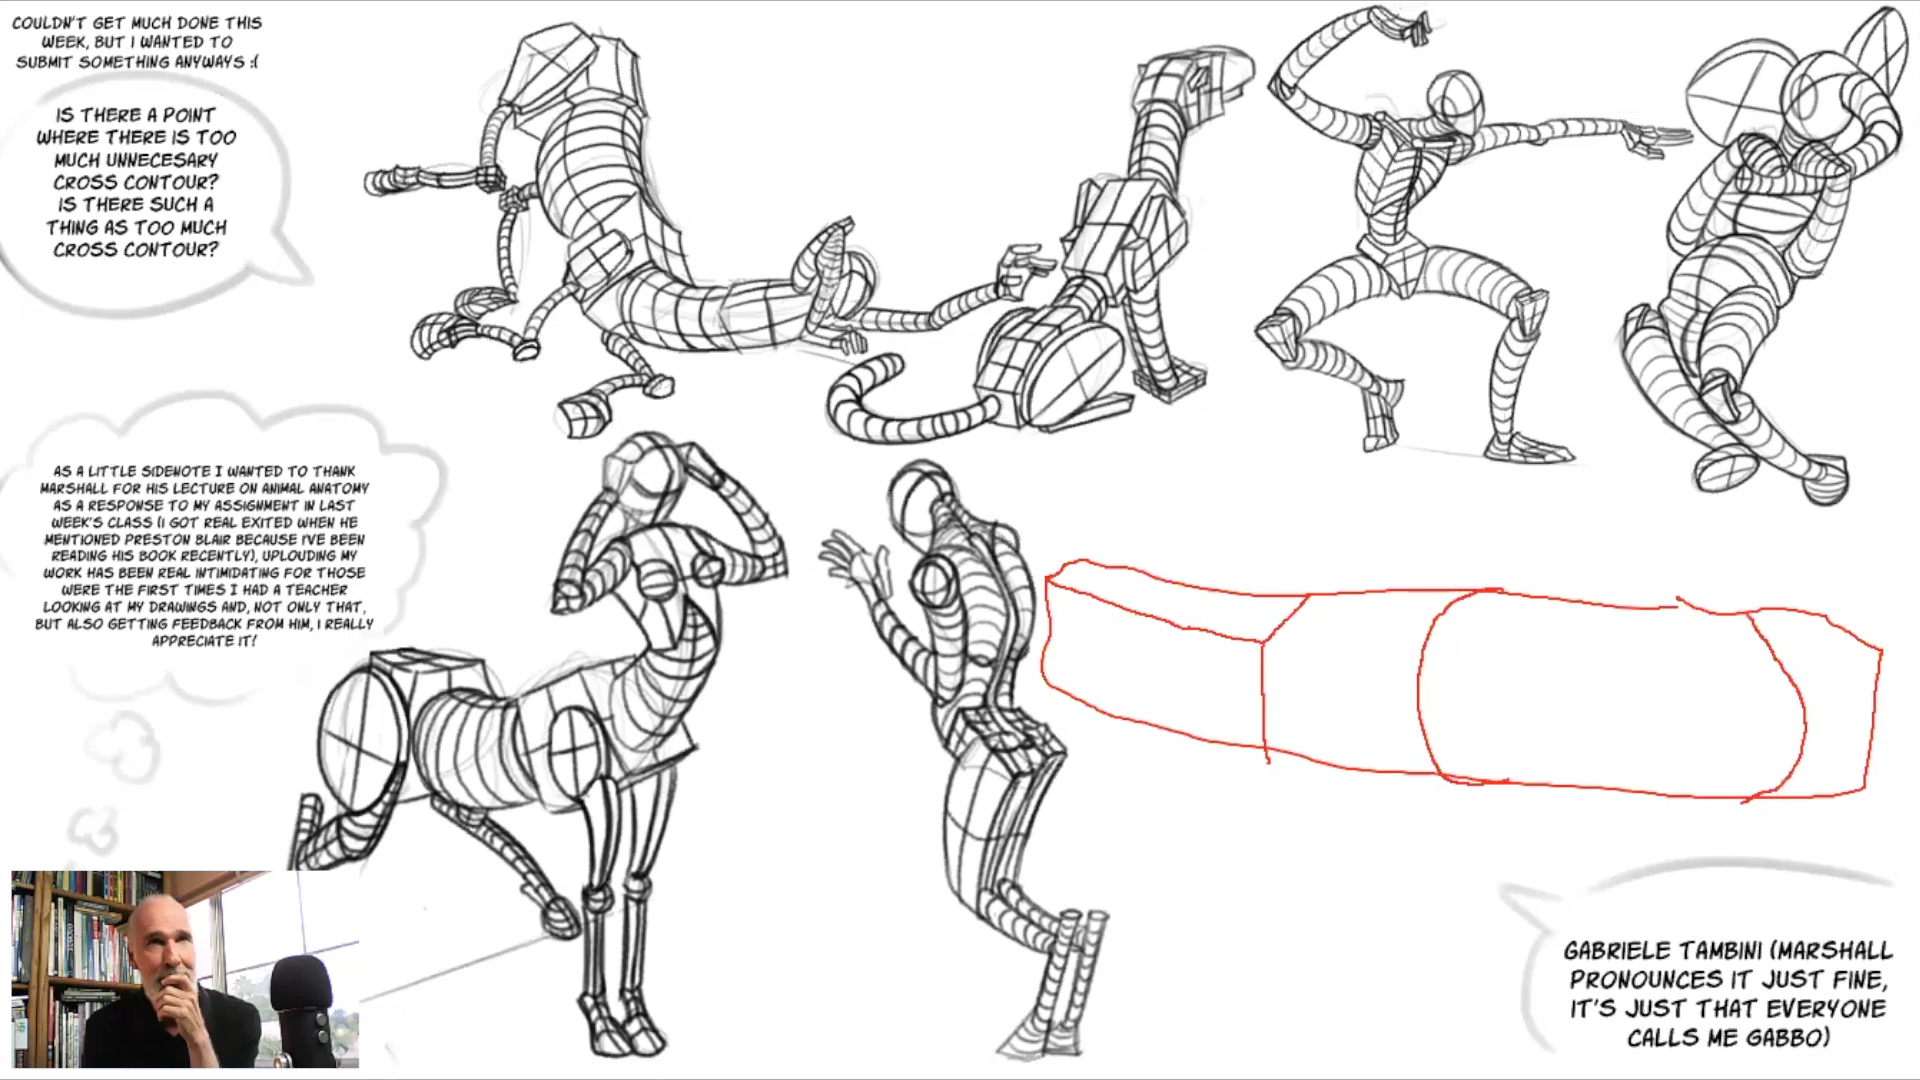 COULDN'T GET MUCH DONE THIS
WEEK, BUT I WANTED TO
SUBMIT SOMETHING ANYWAYS :(
IS THERE A POINT
WHERE THERE IS TOO
MUCH UNNECESARY
CROSS CONTOUR?
IS THERE SUCH A
THING AS TOO MUCH
CROSS CONTOUR?
AS A LITTLE SIDENOTE I WANTED TO THANK
MARSHALL FOR HIS LECTURE ON ANIMAL ANATOMY
AS A RESPONSE TO MY ASSIGNMENT IN LAST
WEEK'S CLASS (I GOT REAL EXITED WHEN HE
MENTIONED PRESTON BLAIR BECAUSE I'VE BEEN
READING HIS BOOK RECENTLY), UPLOUDING MY
WORK HAS BEEN REAL INTIMIDATING FOR THOSE
WERE THE FIRST TIMES I HAD A TEACHER
LOOKING AT MY DRAWINGS AND, NOT ONLY THAT,
BUT ALSO GETTING FEEDBACK FROM HIM, I REALLY
APPRECIATE IT!
GABRIELE TAMBINI (MARSHALL
PRONOUNCES IT JUST FINE,
IT'S JUST THAT EVERYONE
CALLS ME GABBO)